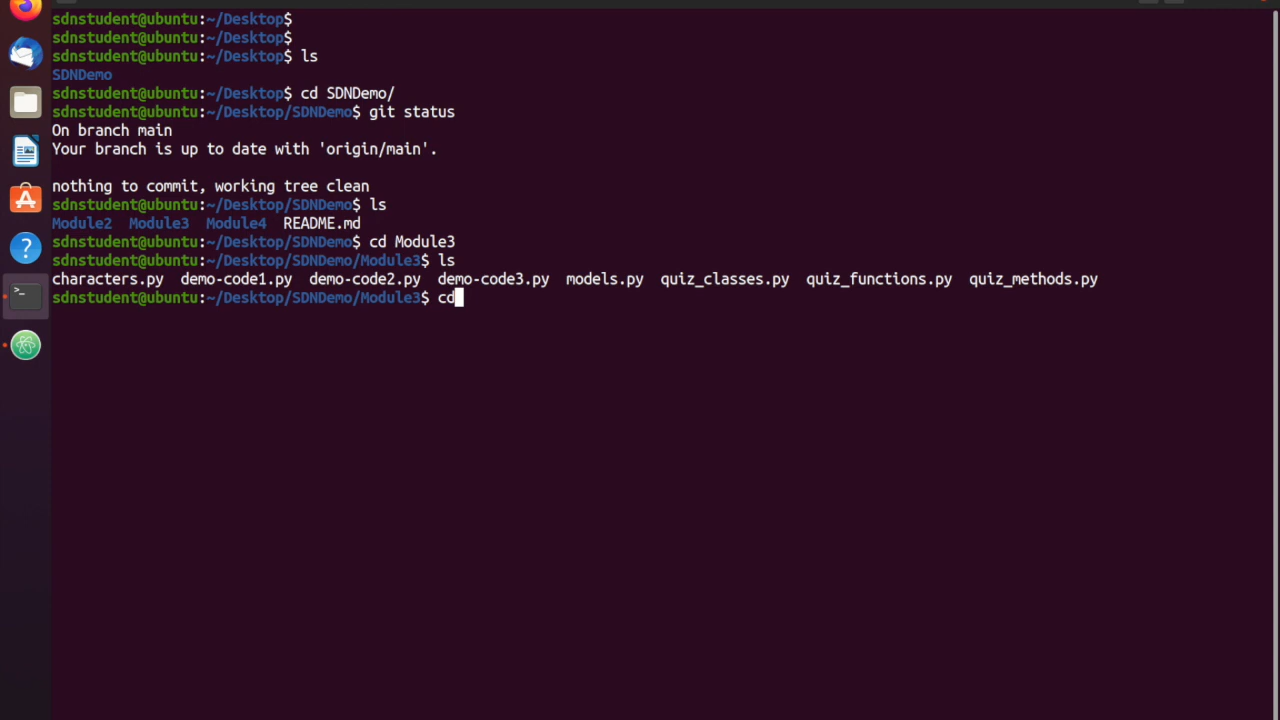 sdnstudent@ubuntu:~/Desktop$
sdnstudent@ubuntu:~/Desktop$
sdnstudent@ubuntu:~/Desktop$ ls
SDNDemo
sdnstudent@ubuntu:~/Desktop$ cd SDNDemo/
sdnstudent@ubuntu:~/Desktop/SDNDemo$ git status
On branch main
Your branch is up to date with 'origin/main'.
nothing to commit, working tree clean
sdnstudent@ubuntu:~/Desktop/SDNDemo$ ls
Module2  Module3  Module4  README.md
sdnstudent@ubuntu:~/Desktop/SDNDemo$ cd Module3
sdnstudent@ubuntu:~/Desktop/SDNDemo/Module3$ ls
characters.py  demo-code1.py  demo-code2.py  demo-code3.py  models.py  quiz_classes.py  quiz_functions.py  quiz_methods.py
sdnstudent@ubuntu:~/Desktop/SDNDemo/Module3$ cd